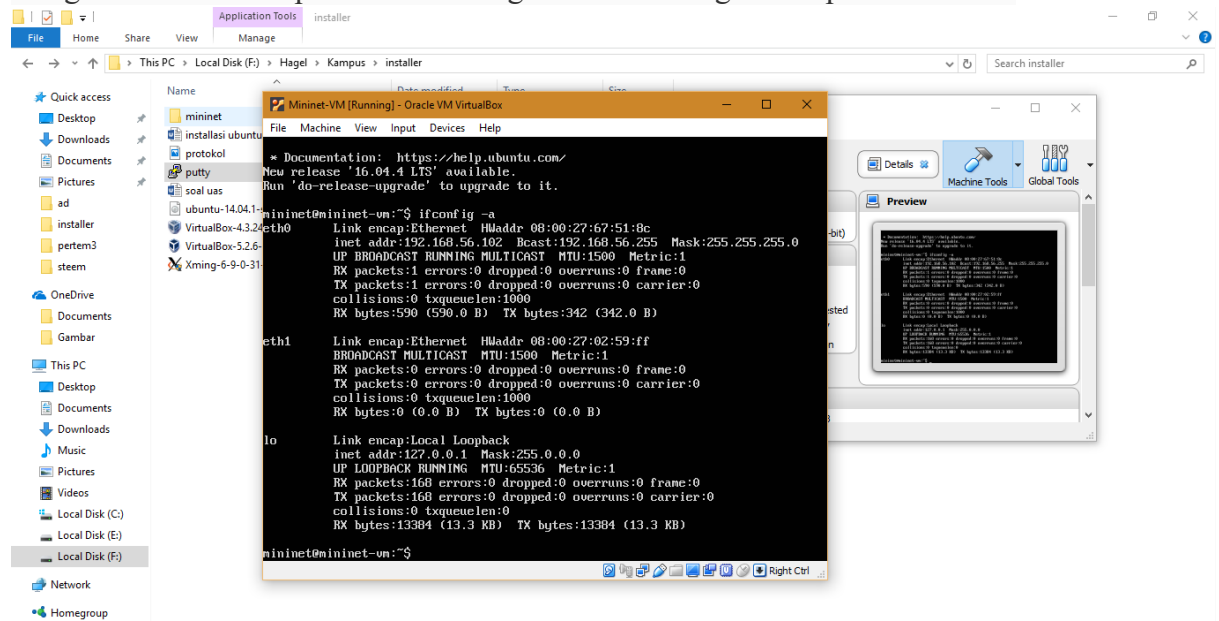 Application Tools installer
File Home Share View Manage
This PC > Local Disk (F:) > Hagel > Kampus > installer
Search installer
Quick access
Desktop
Downloads
Documents
Pictures
ad
installer
pertem3
steem
OneDrive
Documents
Gambar
This PC
Desktop
Documents
Downloads
Music
Pictures
Videos
Local Disk (C:)
Local Disk (E:)
Local Disk (F:)
Network
Homegroup
Name
mininet
installasi ubuntu
protokol
putty
soal uas
ubuntu-14.04.1-
VirtualBox-4.3.24
VirtualBox-5.2.6-
Xming-6-9-0-31-
Mininet-VM [Running] - Oracle VM VirtualBox
File Machine View Input Devices Help
* Documentation: https://help.ubuntu.com/
New release '16.04.4 LTS' available.
Run 'do-release-upgrade' to upgrade to it.
mininet@mininet-vm:~$ ifconfig -a
eth0 Link encap:Ethernet HWaddr 08:00:27:67:51:8c
inet addr:192.168.56.102 Bcast:192.168.56.255 Mask:255.255.255.0
UP BROADCAST RUNNING MULTICAST MTU:1500 Metric:1
RX packets:1 errors:0 dropped:0 overruns:0 frame:0
TX packets:1 errors:0 dropped:0 overruns:0 carrier:0
collisions:0 txqueuelen:1000
RX bytes:590 (590.0 B) TX bytes:342 (342.0 B)
eth1 Link encap:Ethernet HWaddr 08:00:27:02:59:ff
BROADCAST MULTICAST MTU:1500 Metric:1
RX packets:0 errors:0 dropped:0 overruns:0 frame:0
TX packets:0 errors:0 dropped:0 overruns:0 carrier:0
collisions:0 txqueuelen:1000
RX bytes:0 (0.0 B) TX bytes:0 (0.0 B)
lo Link encap:Local Loopback
inet addr:127.0.0.1 Mask:255.0.0.0
UP LOOPBACK RUNNING MTU:65536 Metric:1
RX packets:168 errors:0 dropped:0 overruns:0 frame:0
TX packets:168 errors:0 dropped:0 overruns:0 carrier:0
collisions:0 txqueuelen:0
RX bytes:13384 (13.3 KB) TX bytes:13384 (13.3 KB)
mininet@mininet-vm:~$
Right Ctrl
Details
Machine Tools
Global Tools
Preview
-bit)